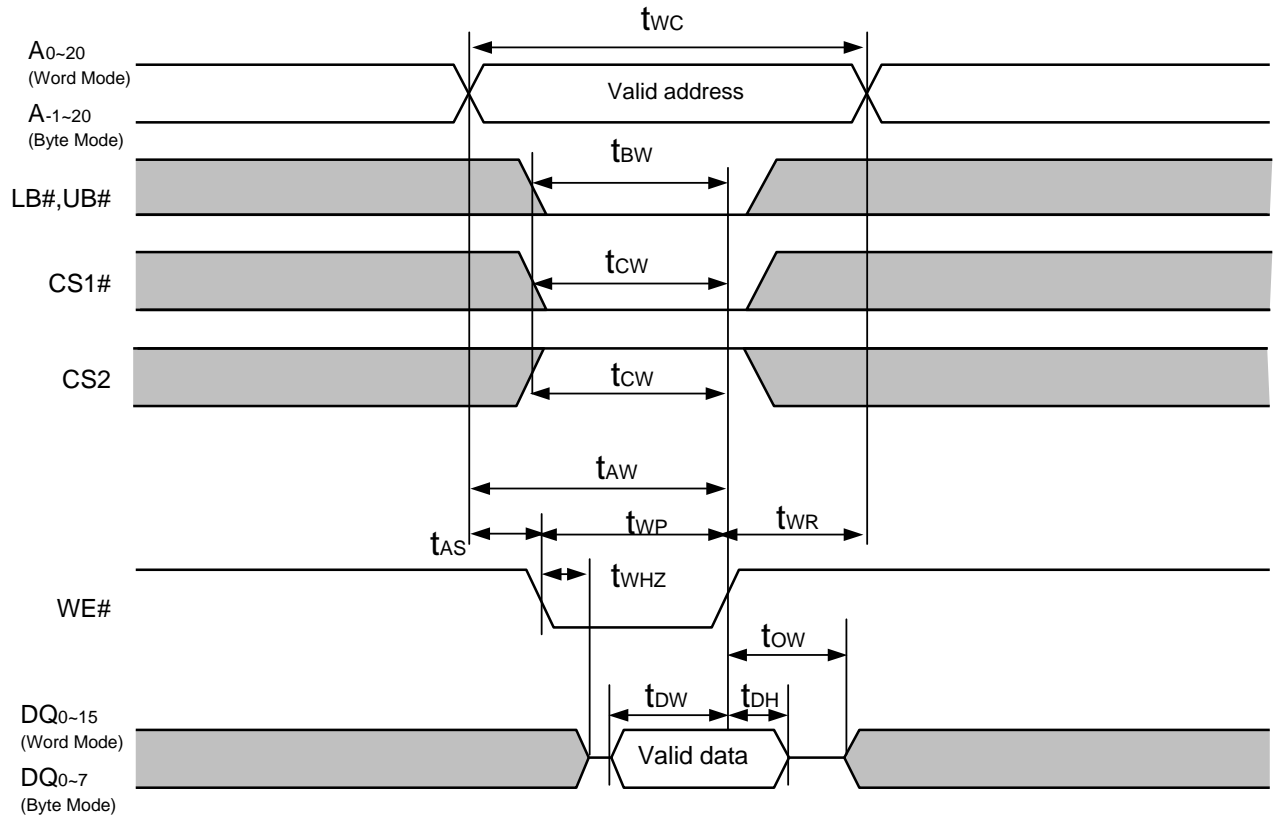 tWC
A0~20
(Word Mode)
Valid address
A-1~20
(Byte Mode)
tBW
LB#,UB#
tCW
CS1#
CS2
tCW
tAW
tAS
tWP
tWR
tWHZ
WE#
tOW
tDW
tDH
DQ0~15
(Word Mode)
Valid data
DQ0~7
(Byte Mode)